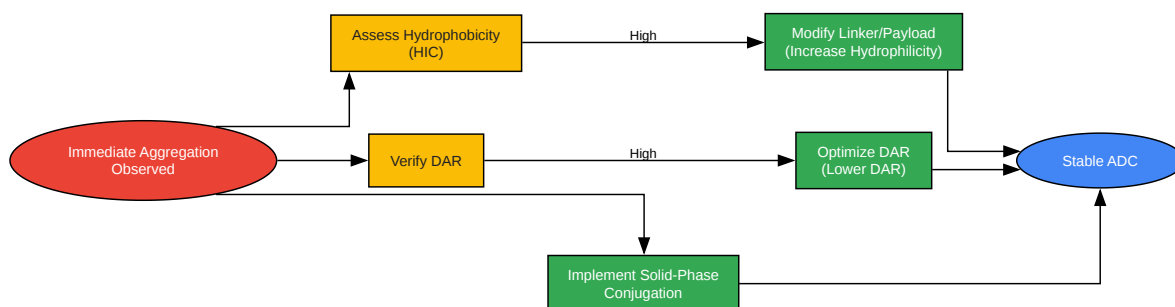 Assess Hydrophobicity
(HIC)
High
Modify Linker/Payload
(Increase Hydrophilicity)
Immediate Aggregation
Observed
Verify DAR
High
Optimize DAR
(Lower DAR)
Stable ADC
Implement Solid-Phase
Conjugation